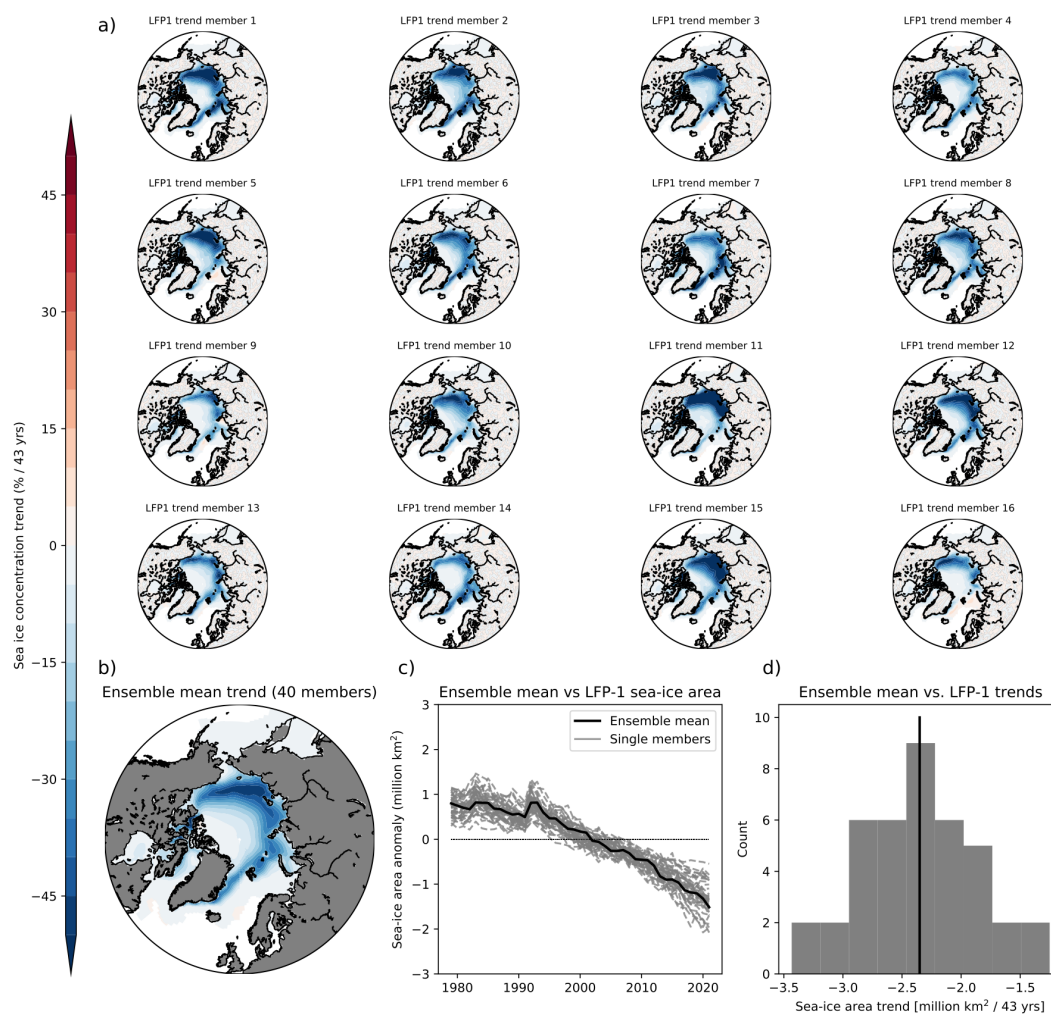 a)
LFP1 trend member 1
LFP1 trend member 2
LFP1 trend member 3
LFP1 trend member 4
LFP1 trend member 5
LFP1 trend member 6
LFP1 trend member 7
LFP1 trend member 8
LFP1 trend member 9
LFP1 trend member 10
LFP1 trend member 11
LFP1 trend member 12
LFP1 trend member 13
LFP1 trend member 14
LFP1 trend member 15
LFP1 trend member 16
Sea ice concentration trend (% / 43 yrs)
45
30
15
0
−15
−30
−45
b)
Ensemble mean trend (40 members)
c)
Ensemble mean vs LFP-1 sea-ice area
Ensemble mean
Single members
Sea-ice area anomaly (million km²)
3
2
1
0
−1
−2
−3
1980
1990
2000
2010
2020
d)
Ensemble mean vs. LFP-1 trends
Count
10
8
6
4
2
0
−3.5
−3.0
−2.5
−2.0
−1.5
Sea-ice area trend [million km² / 43 yrs]